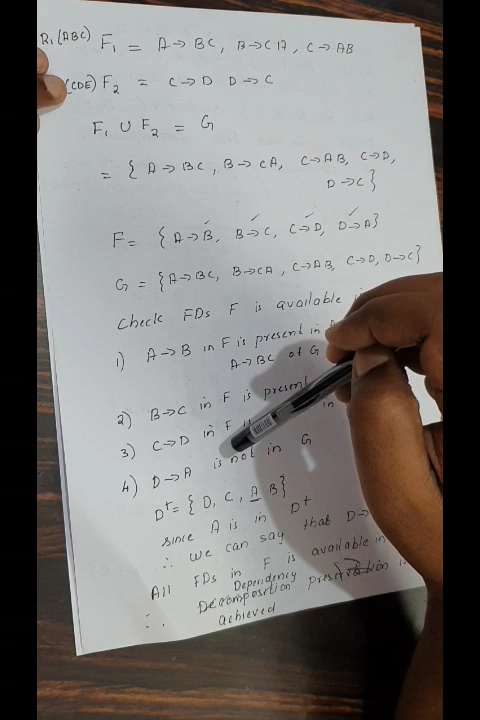 R₁(ABC) F₁ = A→BC, B→CA, C→AB
(CDE) F₂ = C→D D→C
F₁ ∪ F₂ = G
= { A→BC, B→CA, C→AB, C→D,
D→C}
F = {A→B, B→C, C→D, D→A}
G = {A→BC, B→CA, C→AB, C→D, D→C}
Check FDs F is available
1) A→B in F is present in
A→BC of G
2) B→C in F is present
3) C→D in F in
4) D→A is not in G
D⁺ = { D, C, A B}
since A is in D⁺
∴ we can say that D→
All FDs in F is available in
Dependency
Decomposition preservation is
∴ achieved